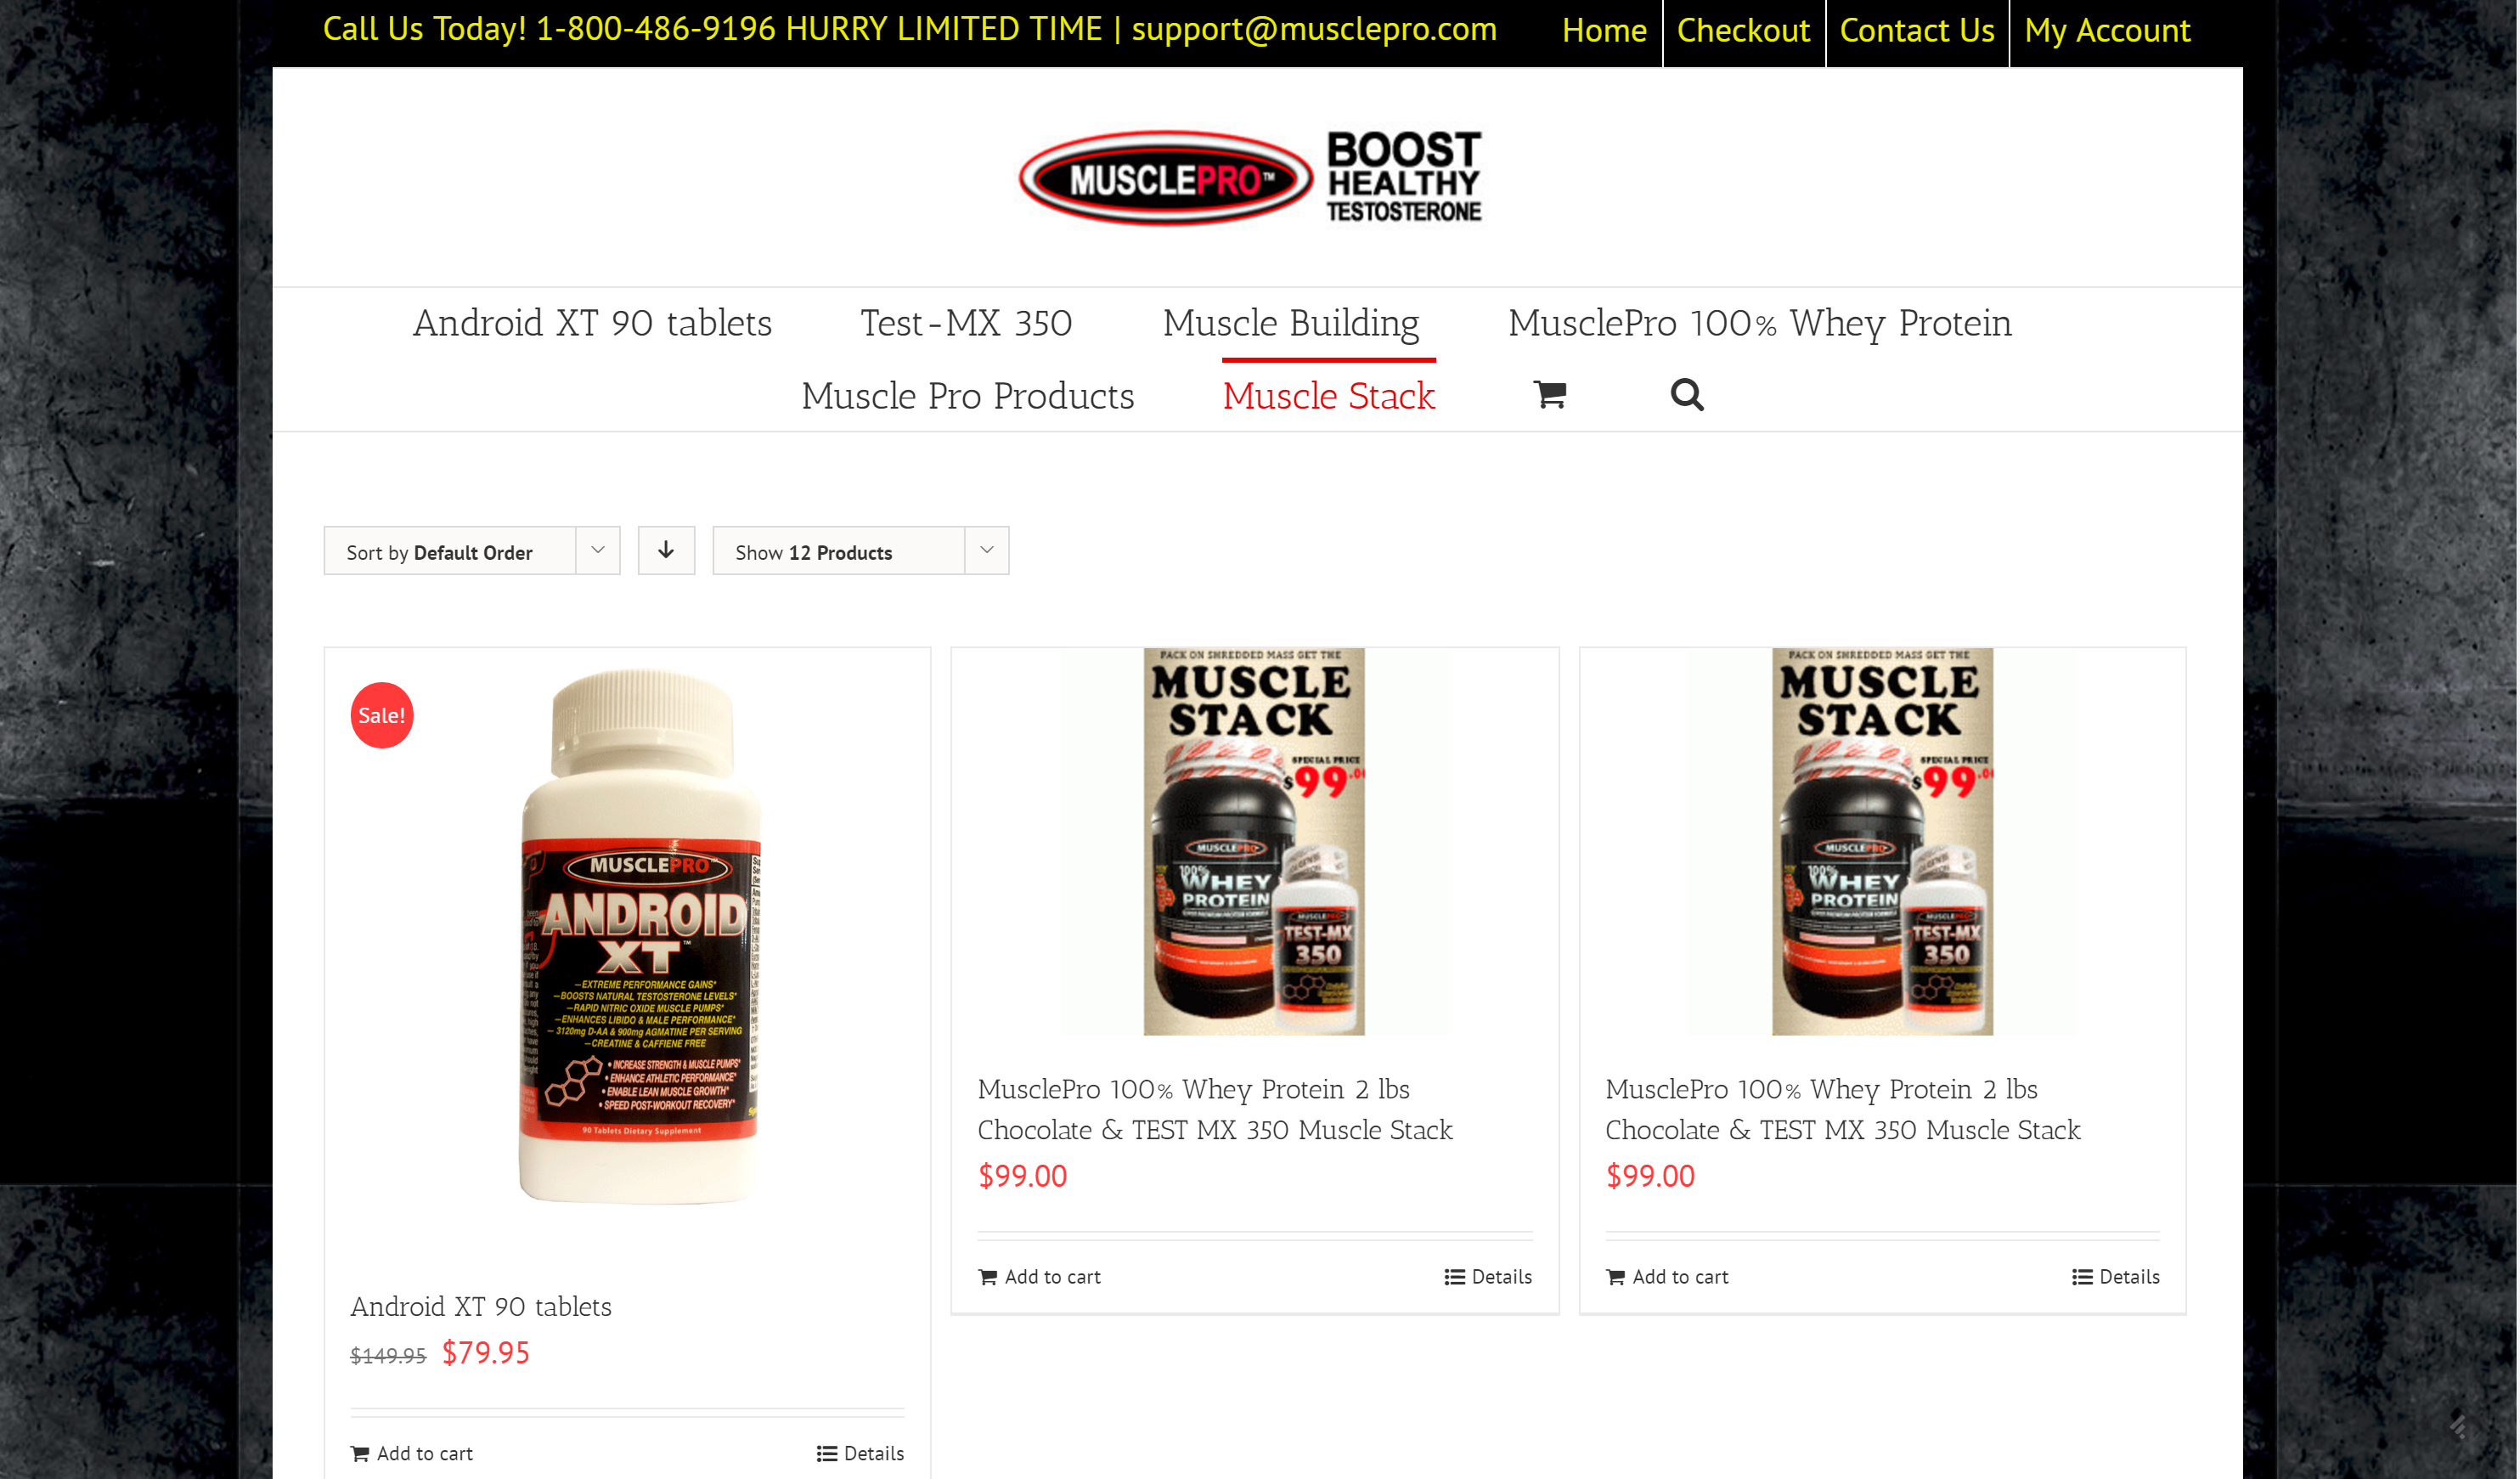 Call Us Today! 1-800-486-9196 HURRY LIMITED TIME | support@musclepro.com
Home
Checkout
Contact Us
My Account
MUSCLEPRO™
BOOST
HEALTHY
TESTOSTERONE
Android XT 90 tablets
Test-MX 350
Muscle Building
MusclePro 100% Whey Protein
Muscle Pro Products
Muscle Stack
Sort by Default Order
Show 12 Products
Sale!
MUSCLEPRO™
ANDROID
XT™
—EXTREME PERFORMANCE GAINS*
—BOOSTS NATURAL TESTOSTERONE LEVELS*
—RAPID NITRIC OXIDE MUSCLE PUMPS*
—ENHANCES LIBIDO & MALE PERFORMANCE*
— 3120mg D-AA & 900mg AGMATINE PER SERVING
—CREATINE & CAFFIENE FREE
• INCREASE STRENGTH & MUSCLE PUMPS*
• ENHANCE ATHLETIC PERFORMANCE*
• ENABLE LEAN MUSCLE GROWTH*
• SPEED POST-WORKOUT RECOVERY*
90 Tablets Dietary Supplement
Android XT 90 tablets
$149.95 $79.95
Add to cart
Details
PACK ON SHREDDED MASS GET THE
MUSCLE
STACK
SPECIAL PRICE
$99.00
MUSCLEPRO
100%
WHEY
PROTEIN
MUSCLEPRO
TEST-MX
350
MusclePro 100% Whey Protein 2 lbs
Chocolate & TEST MX 350 Muscle Stack
$99.00
Add to cart
Details
PACK ON SHREDDED MASS GET THE
MUSCLE
STACK
SPECIAL PRICE
$99.00
MUSCLEPRO
100%
WHEY
PROTEIN
MUSCLEPRO
TEST-MX
350
MusclePro 100% Whey Protein 2 lbs
Chocolate & TEST MX 350 Muscle Stack
$99.00
Add to cart
Details